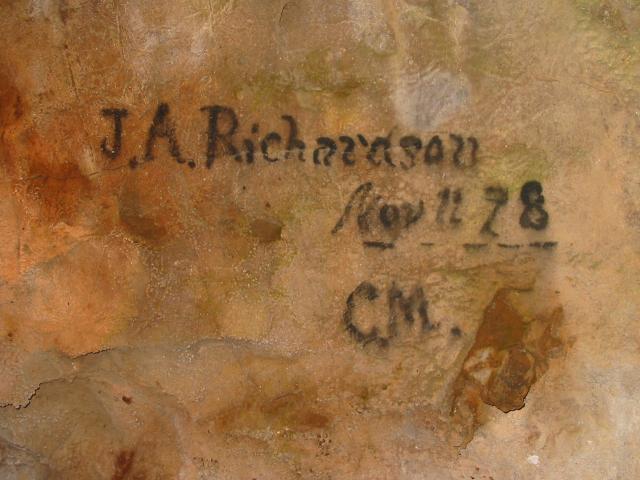 J.A. Richardson
Nov 11 78
C.M.